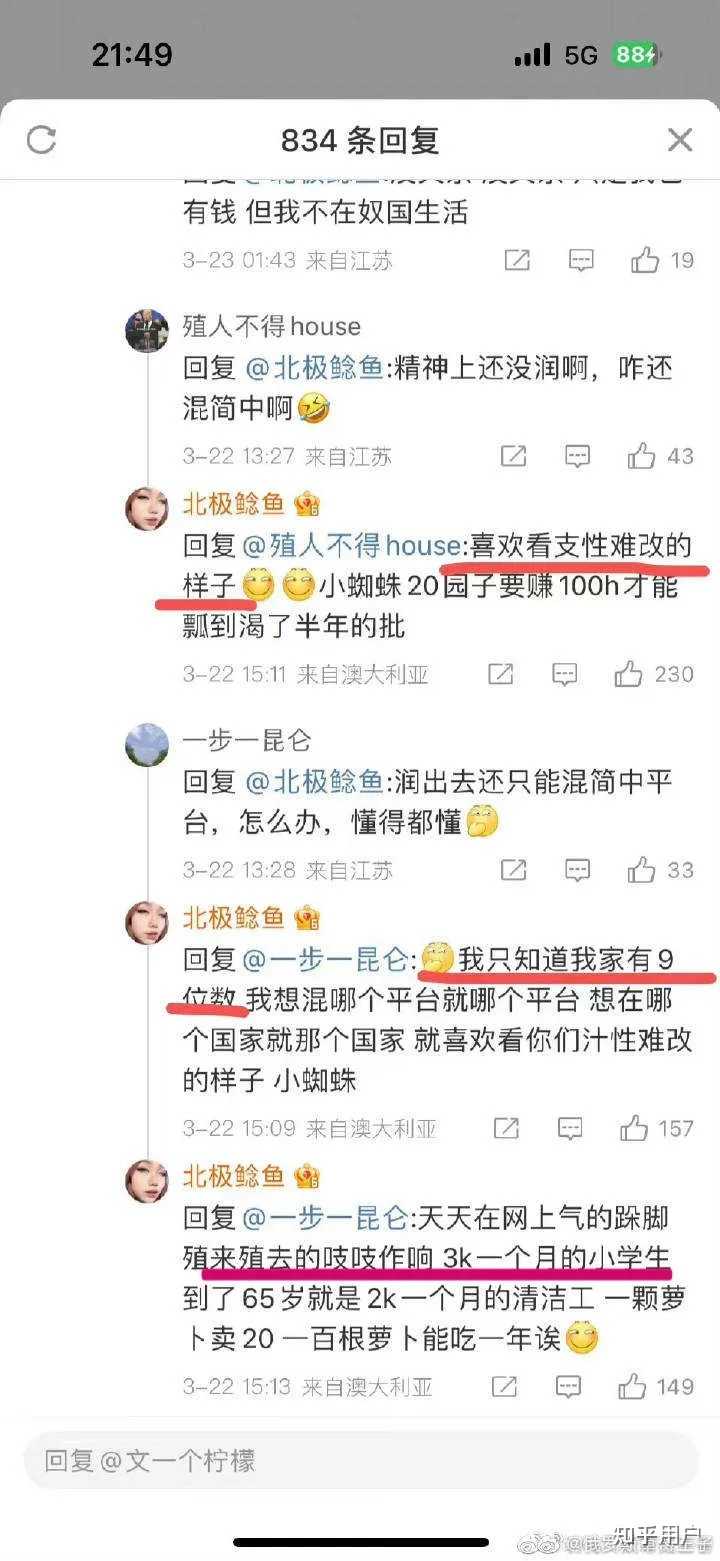 21:49
5G 88
834 条回复
有钱 但我不在奴国生活
3-23 01:43 来自江苏
19
殖人不得house
回复 @北极鲶鱼:精神上还没润啊，咋还
混简中啊
3-22 13:27 来自江苏
43
北极鲶鱼
回复 @殖人不得house:喜欢看支性难改的
样子 小蜘蛛 20园子要赚 100h才能
瓢到渴了半年的批
3-22 15:11 来自澳大利亚
230
一步一昆仑
回复 @北极鲶鱼:润出去还只能混简中平
台，怎么办，懂得都懂
3-22 13:28 来自江苏
33
北极鲶鱼
回复 @一步一昆仑:我只知道我家有 9
位数 我想混哪个平台就哪个平台 想在哪
个国家就那个国家 就喜欢看你们汁性难改
的样子 小蜘蛛
3-22 15:09 来自澳大利亚
157
北极鲶鱼
回复 @一步一昆仑:天天在网上气的跺脚
殖来殖去的吱吱作响 3k一个月的小学生
到了 65 岁就是 2k一个月的清洁工 一颗萝
卜卖 20 一百根萝卜能吃一年诶
3-22 15:13 来自澳大利亚
149
回复 @文一个柠檬
知乎用户